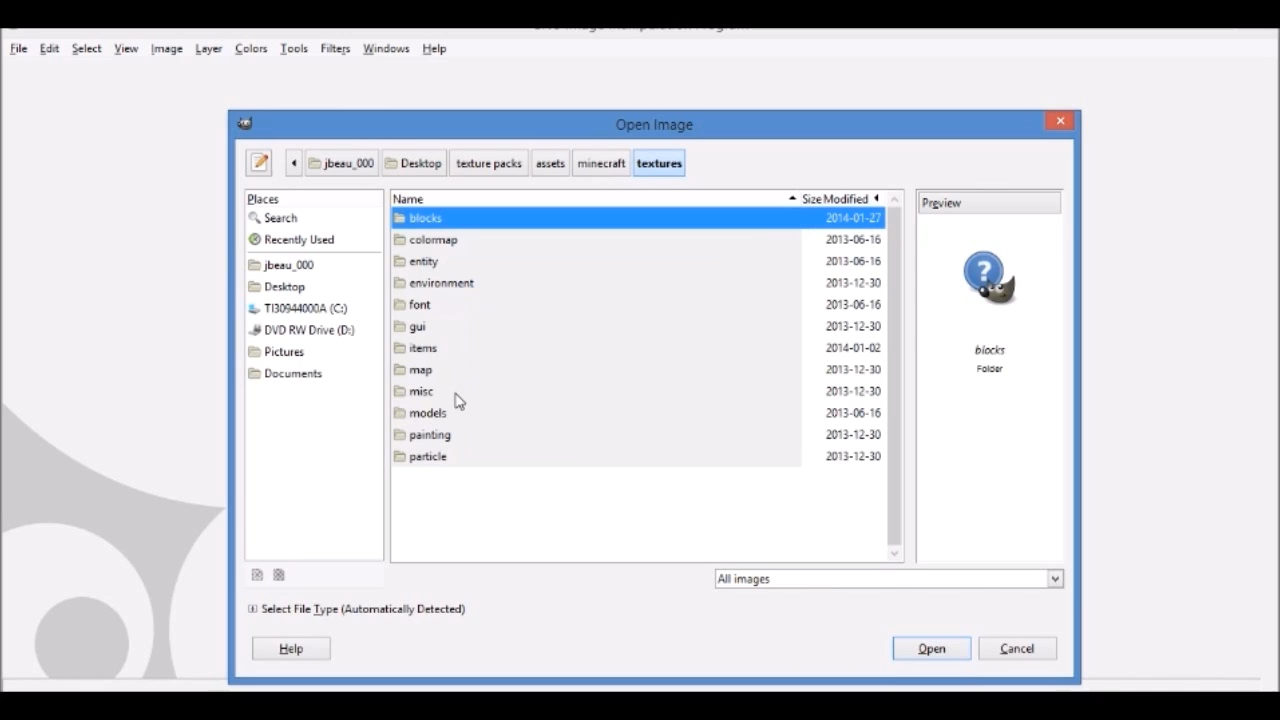 File Edit Select View Image Layer Colors Tools Filters Windows Help
Open Image
jbeau_000 Desktop texture packs assets minecraft textures
Places
Search
Recently Used
jbeau_000
Desktop
TI30944000A (C:)
DVD RW Drive (D:)
Pictures
Documents
Name Size Modified
blocks 2014-01-27
colormap 2013-06-16
entity 2013-06-16
environment 2013-12-30
font 2013-06-16
gui 2013-12-30
items 2014-01-02
map 2013-12-30
misc 2013-12-30
models 2013-06-16
painting 2013-12-30
particle 2013-12-30
Preview
blocks
Folder
All images
Select File Type (Automatically Detected)
Help Open Cancel